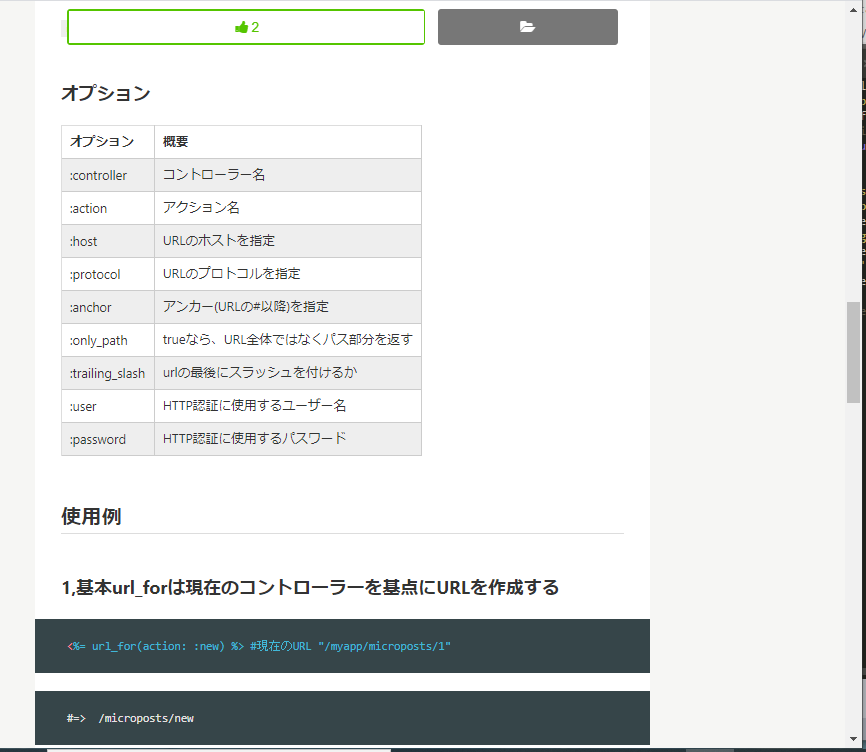 2
オプション
オプション 概要
:controller コントローラー名
:action アクション名
:host URLのホストを指定
:protocol URLのプロトコルを指定
:anchor アンカー(URLの#以降)を指定
:only_path trueなら、URL全体ではなくパス部分を返す
:trailing_slash urlの最後にスラッシュを付けるか
:user HTTP認証に使用するユーザー名
:password HTTP認証に使用するパスワード
使用例
1,基本url_forは現在のコントローラーを基点にURLを作成する
<%= url_for(action: :new) %> #現在のURL "/myapp/microposts/1"
#=> /microposts/new